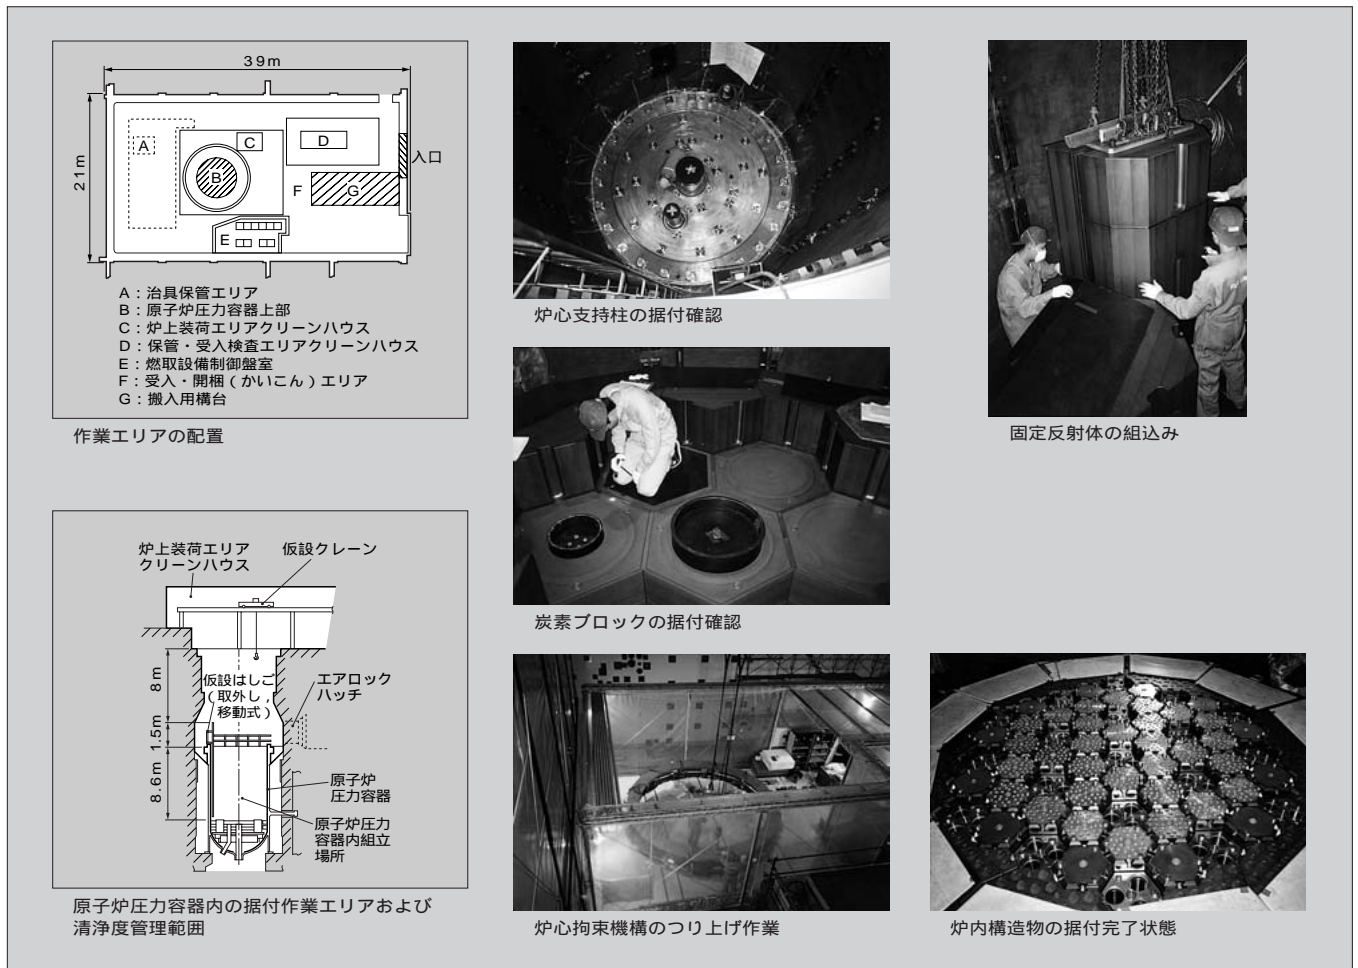 39m
21m
A
B
C
D
E
F
G
入口
A:治具保管エリア
B:原子炉圧力容器上部
C:炉上装荷エリアクリーンハウス
D:保管・受入検査エリアクリーンハウス
E:燃取設備制御盤室
F:受入・開梱(かいこん)エリア
G:搬入用構台
作業エリアの配置
炉上装荷エリア
クリーンハウス
仮設クレーン
8m
1.5m
8.6m
仮設はしご
(取外し,
移動式)
エアロック
ハッチ
原子炉
圧力容器
原子炉圧力
容器内組立
場所
原子炉圧力容器内の据付作業エリアおよび
清浄度管理範囲
炉心支持柱の据付確認
炭素ブロックの据付確認
炉心拘束機構のつり上げ作業
固定反射体の組込み
炉内構造物の据付完了状態